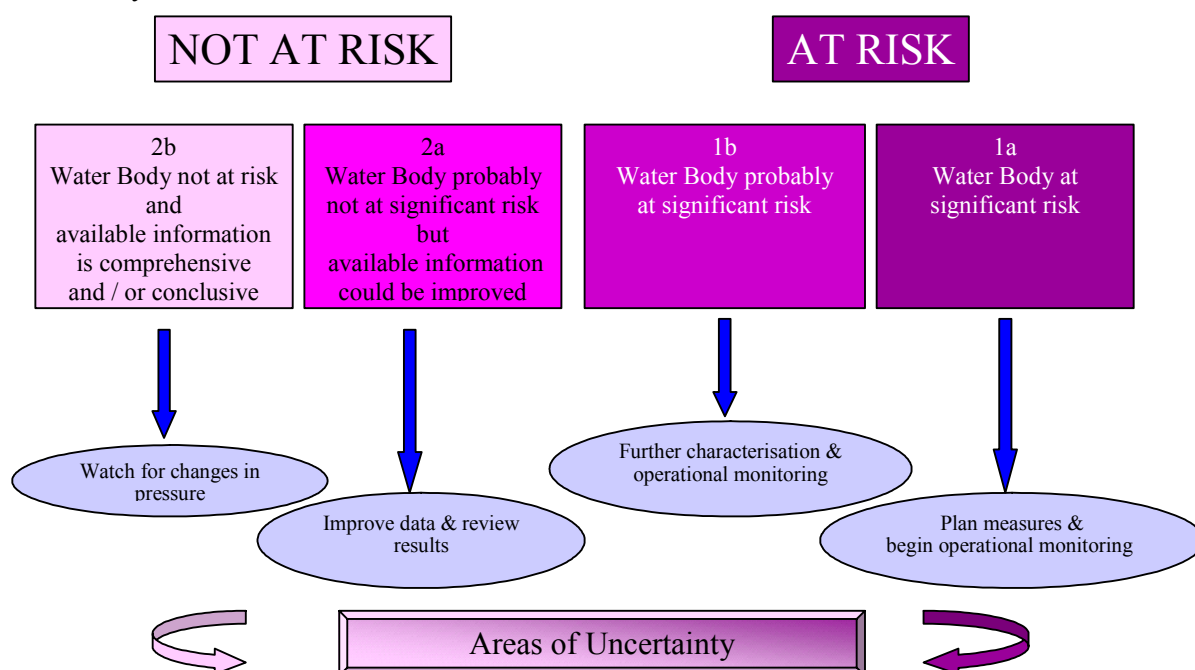 NOT AT RISK
AT RISK
2b
Water Body not at risk
and
available information
is comprehensive
and / or conclusive
2a
Water Body probably
not at significant risk
but
available information
could be improved
1b
Water Body probably
at significant risk
1a
Water Body at
significant risk
Watch for changes in
pressure
Improve data & review
results
Further characterisation &
operational monitoring
Plan measures &
begin operational monitoring
Areas of Uncertainty